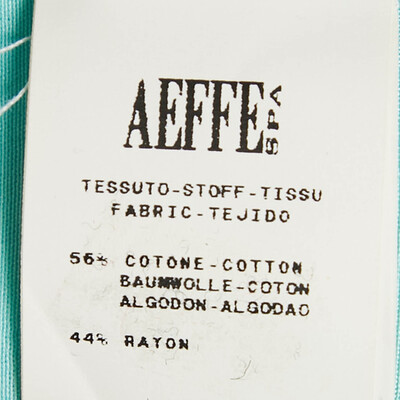 AEFFE SPA
TESSUTO-STOFF-TISSU
FABRIC-TEJIDO
56% COTONE-COTTON
BAUMWOLLE-COTON
ALGODON-ALGODAO
44% RAYON